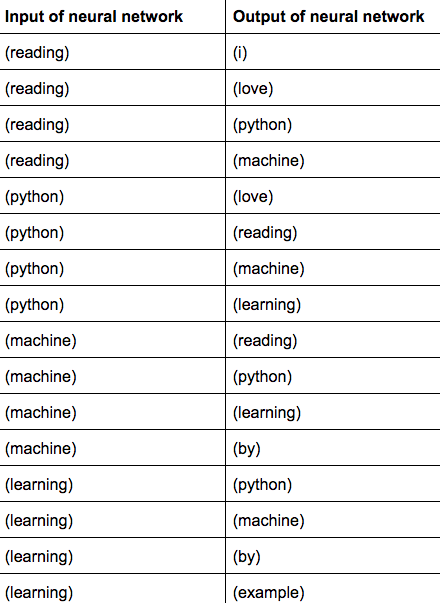 Input of neural network Output of neural network
(reading) (i)
(reading) (love)
(reading) (python)
(reading) (machine)
(python) (love)
(python) (reading)
(python) (machine)
(python) (learning)
(machine) (reading)
(machine) (python)
(machine) (learning)
(machine) (by)
(learning) (python)
(learning) (machine)
(learning) (by)
(learning) (example)